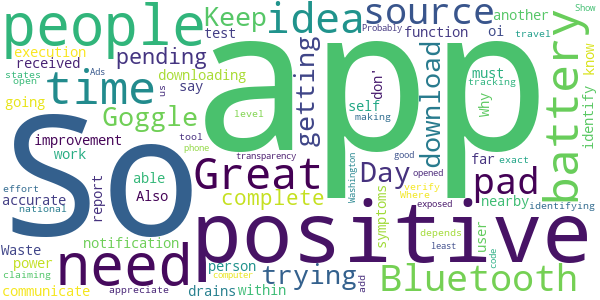 people
idea
source
Keep
another
test
function
oi
Probably
travel
Show
execution
received
Ads
pending
states
open
us
time
downloading
say
going
Goggle
getting
app
download
don'
self
level
making
Why
must
tracking
battery
identify
know
So
improvement
work
tool
phone
able
Great
Day
far
exact
pad
nearby
good
opened
effort
national
accurate
Also
report
transparency
complete
symptoms
Washington
verify
Where
exposed
identifying
Waste
notification
positive
depends
user
least
code
power
claiming
need
person
trying
Bluetooth
communicate
appreciate
drains
within
computer
add